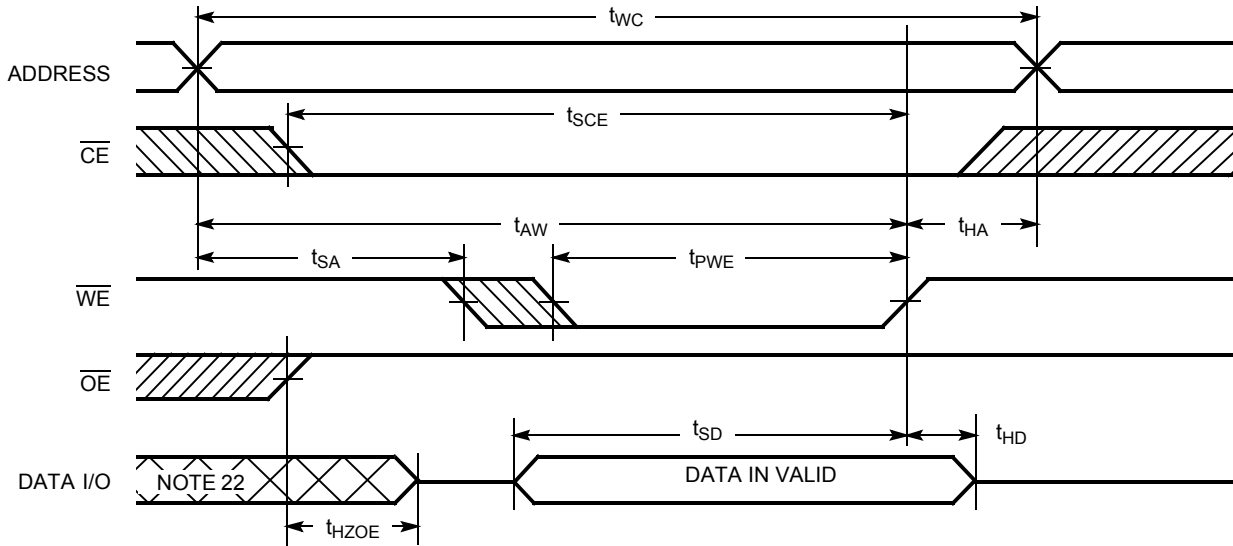 tWC
ADDRESS
tSCE
CE
tAW
tHA
tSA
tPWE
WE
OE
tSD
tHD
DATA I/O
NOTE 22
DATA IN VALID
tHZOE